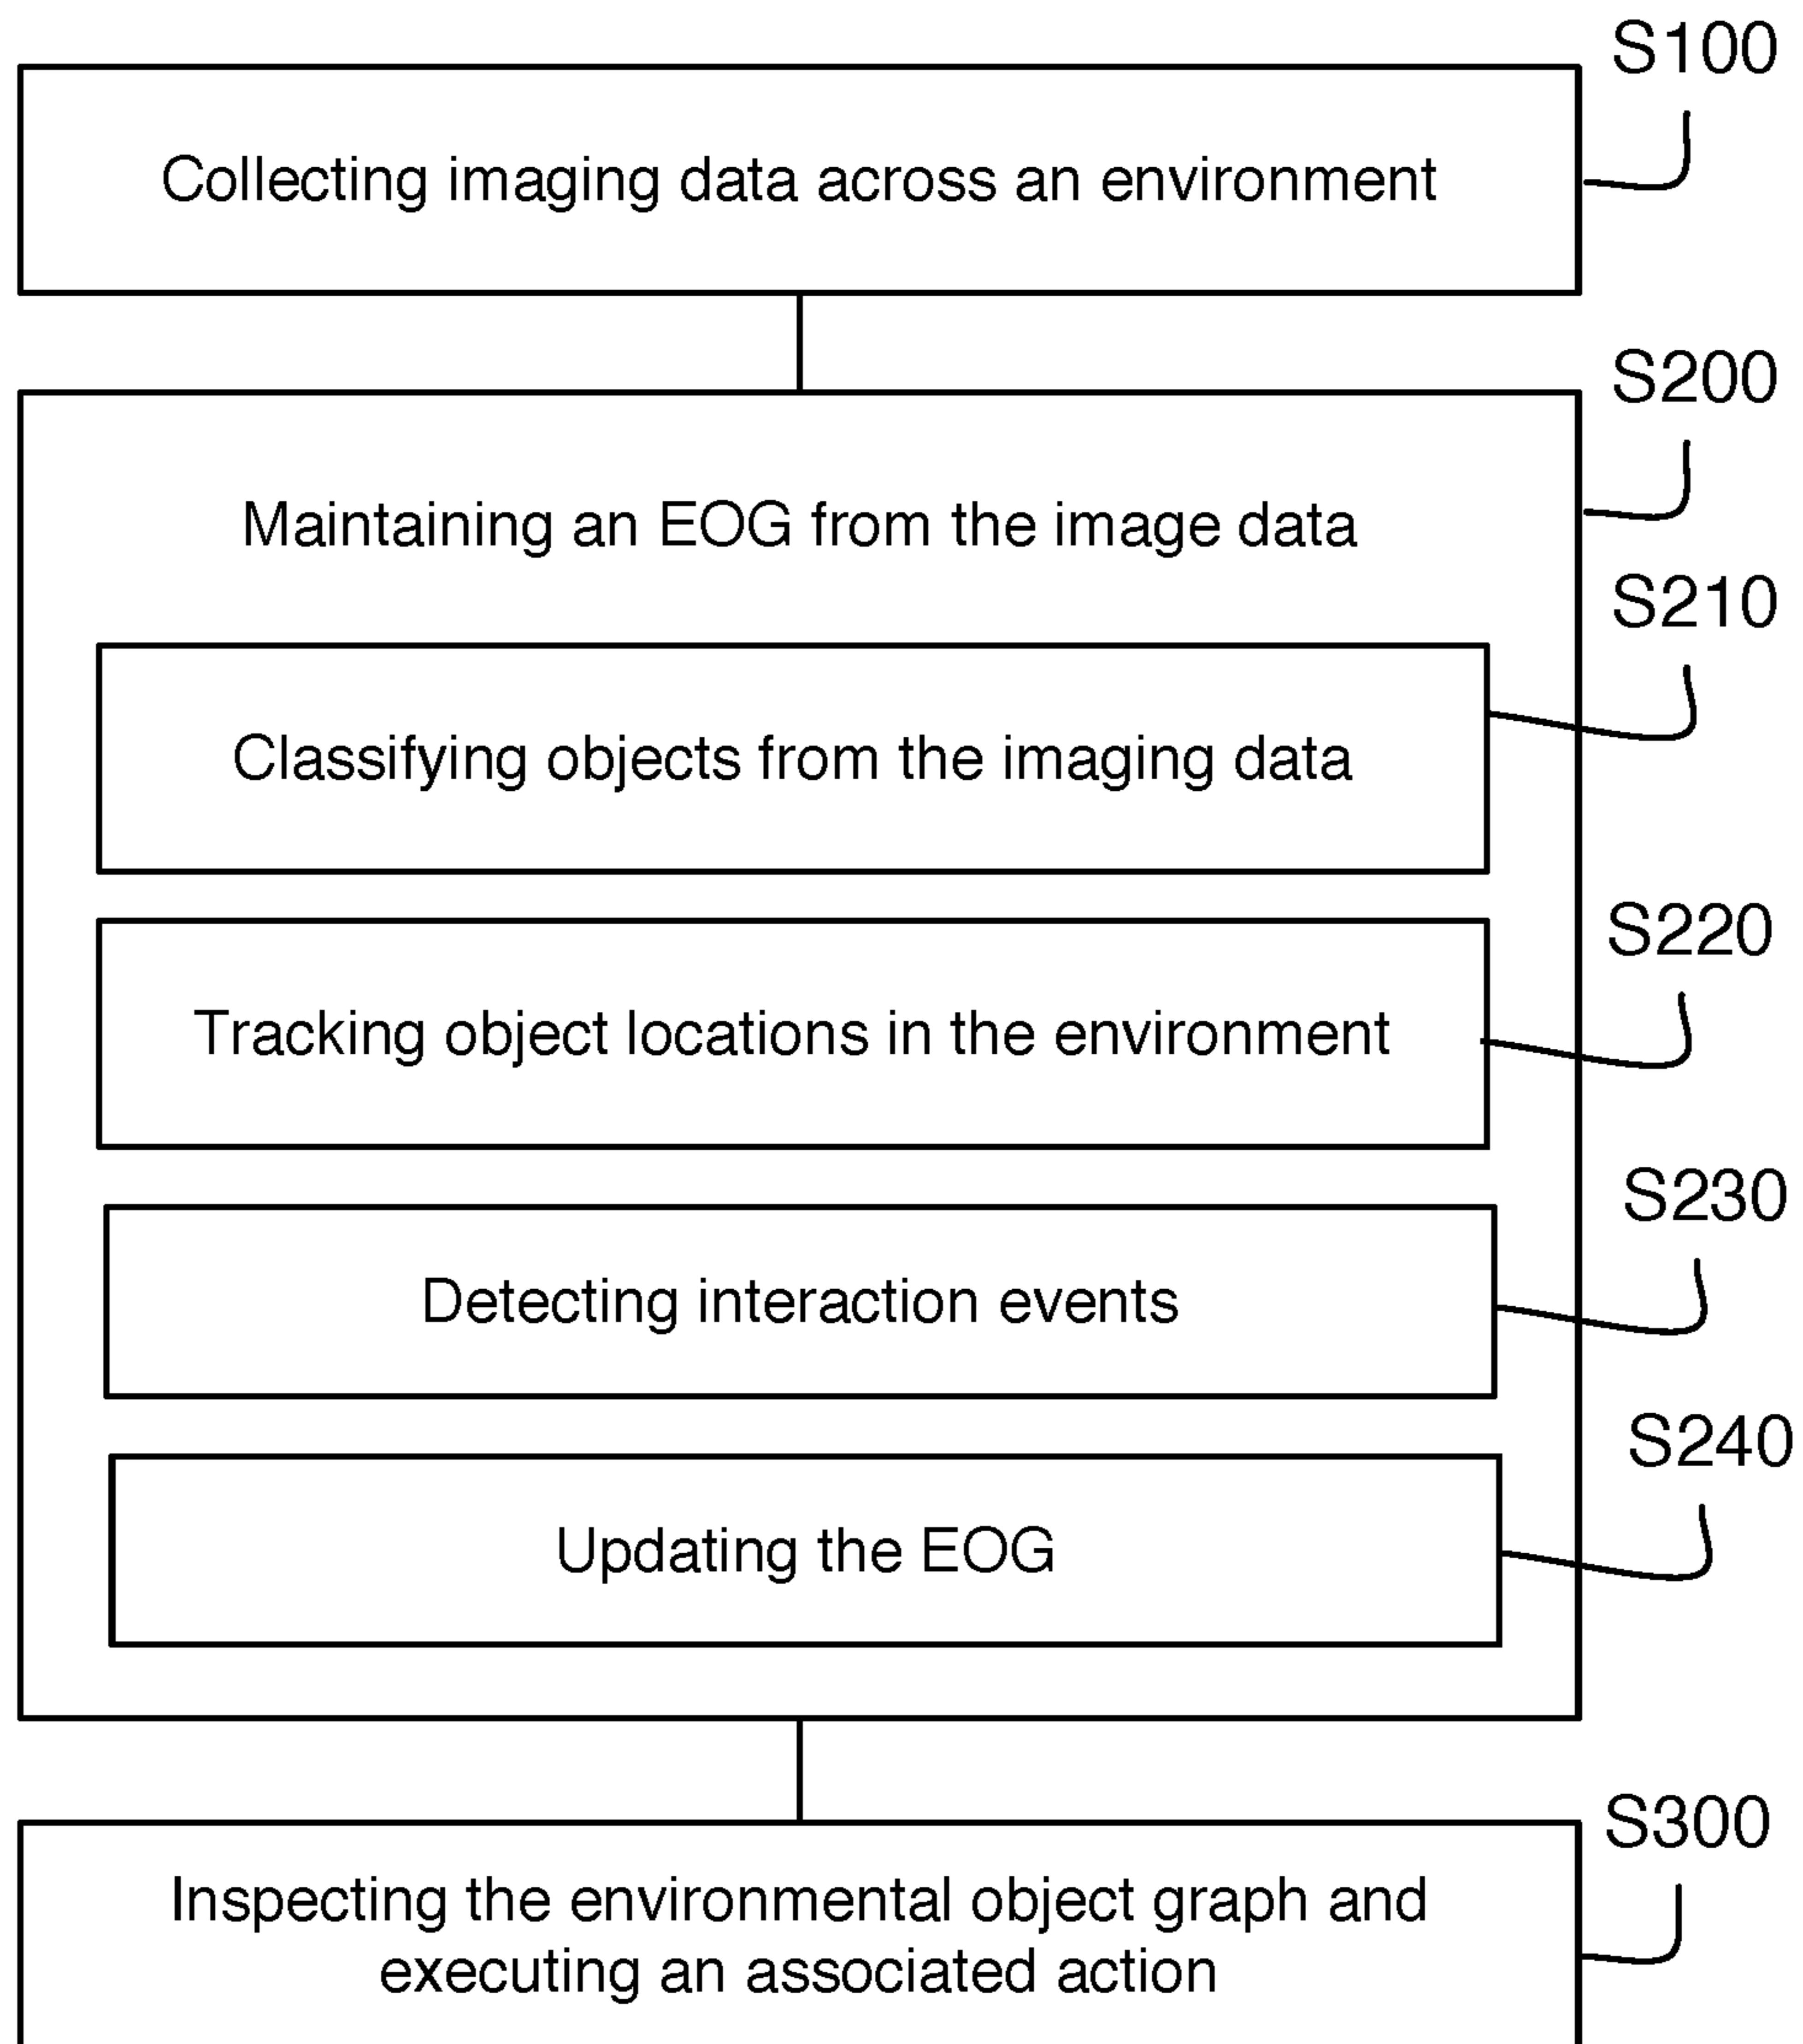 S100
Collecting imaging data across an environment
S200
Maintaining an EOG from the image data
S210
Classifying objects from the imaging data
S220
Tracking object locations in the environment
S230
Detecting interaction events
S240
Updating the EOG
S300
Inspecting the environmental object graph and
executing an associated action